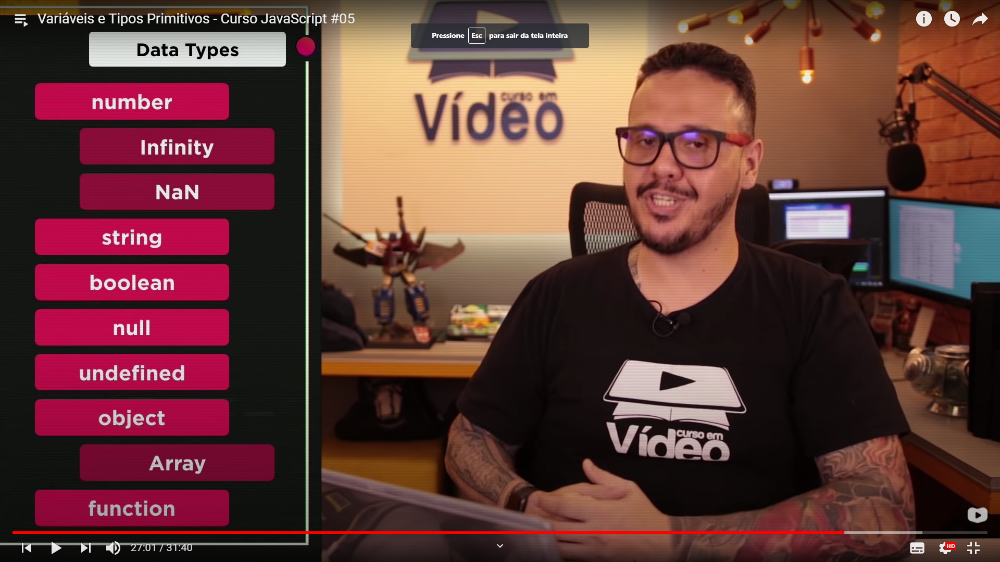 Variáveis e Tipos Primitivos - Curso JavaScript #05
Pressione Esc para sair da tela inteira
Data Types
number
Infinity
NaN
string
boolean
null
undefined
object
Array
function
curso em
Vídeo
curso em
Vídeo
27:01 / 31:40
HD